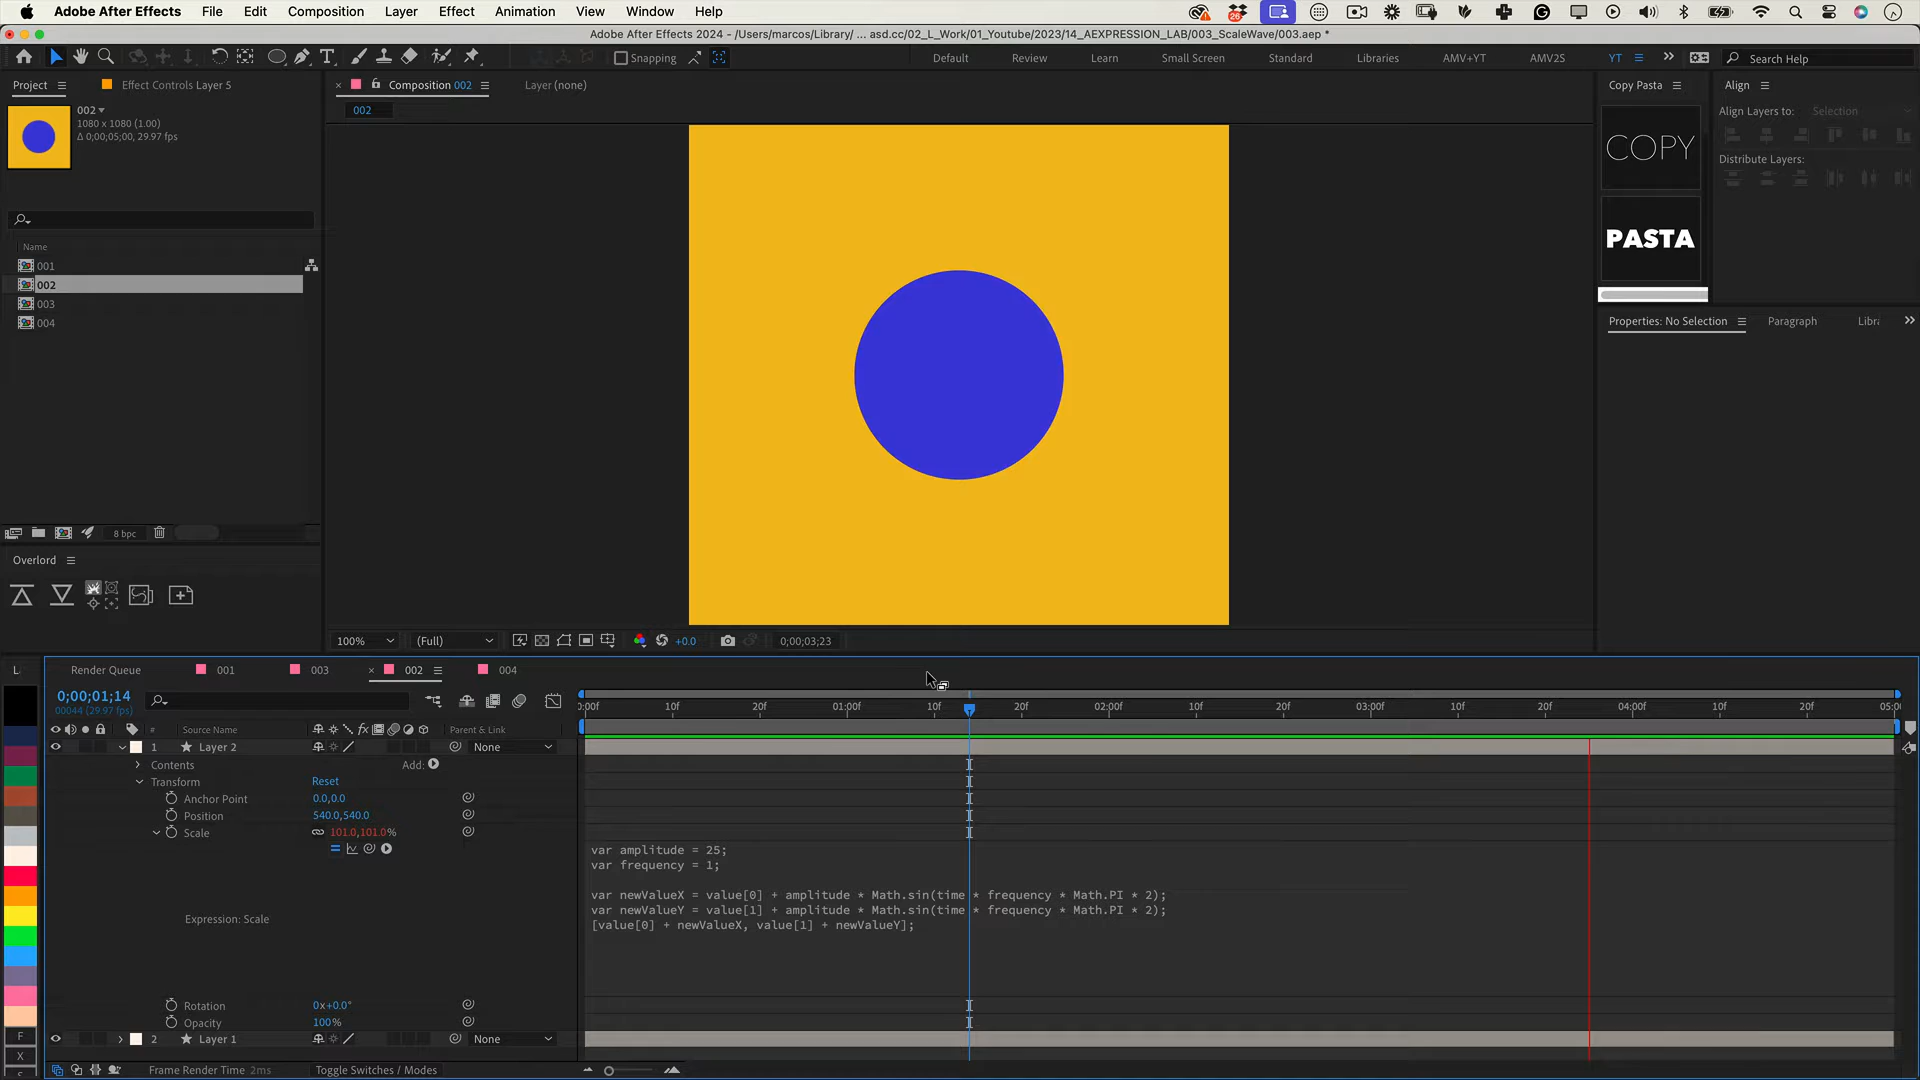 Adobe After Effects File Edit Composition Layer Effect Animation View Window Help
26
Adobe After Effects 2024 - /Users/marcos/Library/ ... asd.cc/02_L_Work/01_Youtube/2023/14_AEXPRESSION_LAB/003_ScaleWave/003.aep *
Snapping
Default Review Learn Small Screen Standard Libraries AMV+YT AMV2S YT Search Help
Project Effect Controls Layer 5
Composition 002 Layer (none)
Copy Pasta Align
002
1080 x 1080 (1.00)
Δ 0;00;05;00, 29.97 fps
002
COPY
PASTA
Align Layers to: Selection
Distribute Layers:
Name
001
002
003
004
Properties: No Selection Paragraph Libr
8 bpc
Overlord
100% (Full) +0.0 0;00;03;23
L
Render Queue 001 003 002 004
0;00;01;14
00044 (29.97 fps)
0:00f 10f 20f 01:00f 10f 20f 02:00f 10f 20f 03:00f 10f 20f 04:00f 10f 20f 05:0
# Source Name fx Parent & Link
1 Layer 2 None
Contents Add:
Transform Reset
Anchor Point 0.0,0.0
Position 540.0,540.0
Scale 101.0,101.0%
var amplitude = 25;
var frequency = 1;
var newValueX = value[0] + amplitude * Math.sin(time * frequency * Math.PI * 2);
var newValueY = value[1] + amplitude * Math.sin(time * frequency * Math.PI * 2);
[value[0] + newValueX, value[1] + newValueY];
Expression: Scale
Rotation 0x+0.0°
Opacity 100%
2 Layer 1 None
F
X
Frame Render Time 2ms Toggle Switches / Modes